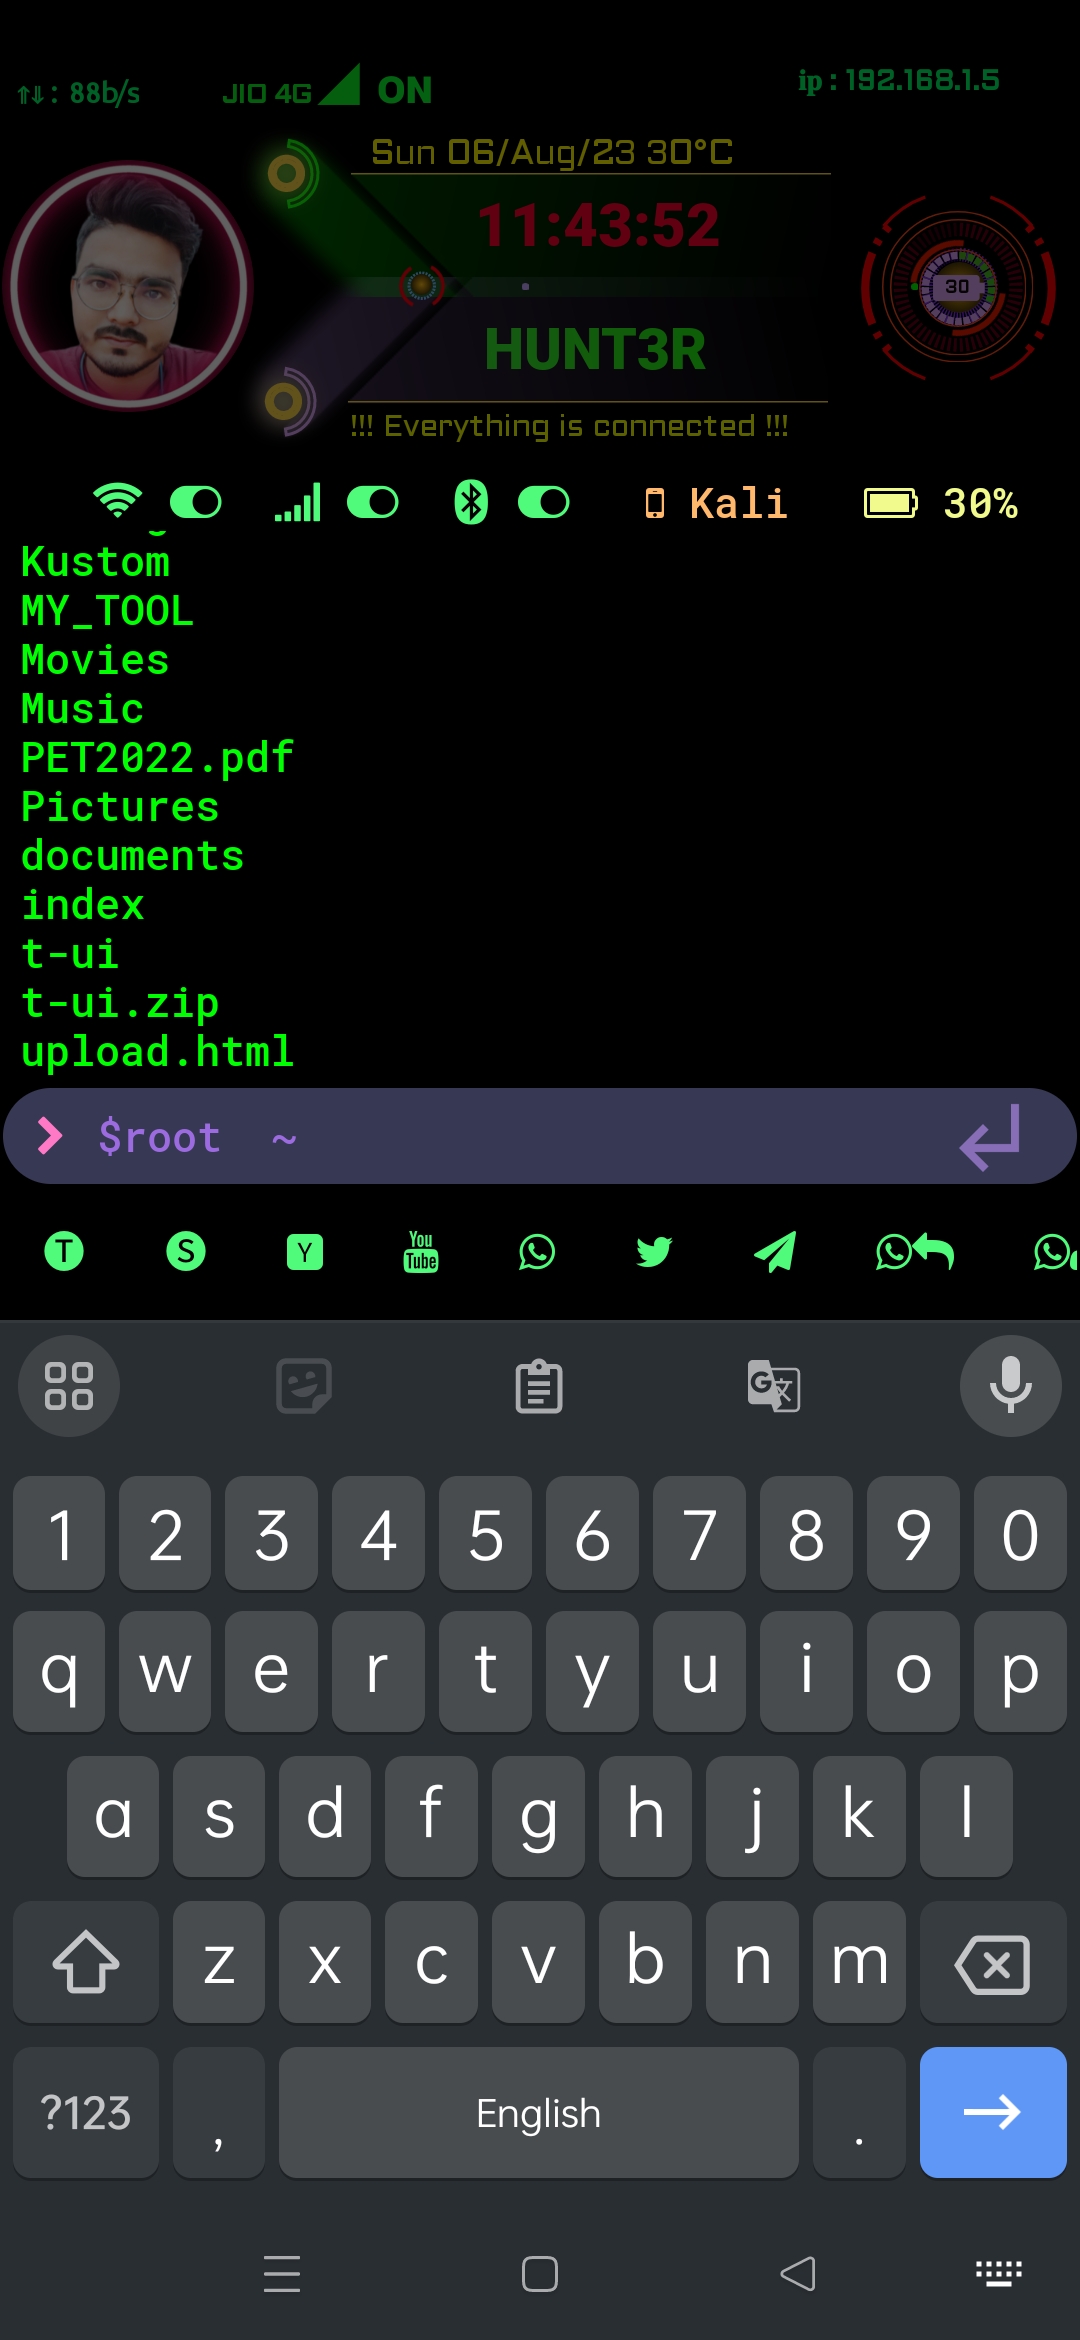 ⇅: 88b/s
JIO 4G ON
ip : 192.168.1.5
Sun 06/Aug/23 30°C
11:43:52
30
HUNT3R
!!! Everything is connected !!!
Kali
30%
Kustom
MY_TOOL
Movies
Music
PET2022.pdf
Pictures
documents
index
t-ui
t-ui.zip
upload.html
$root ~
T S Y You Tube
G 文
1 2 3 4 5 6 7 8 9 0
q w e r t y u i o p
a s d f g h j k l
z x c v b n m
?123 , English .